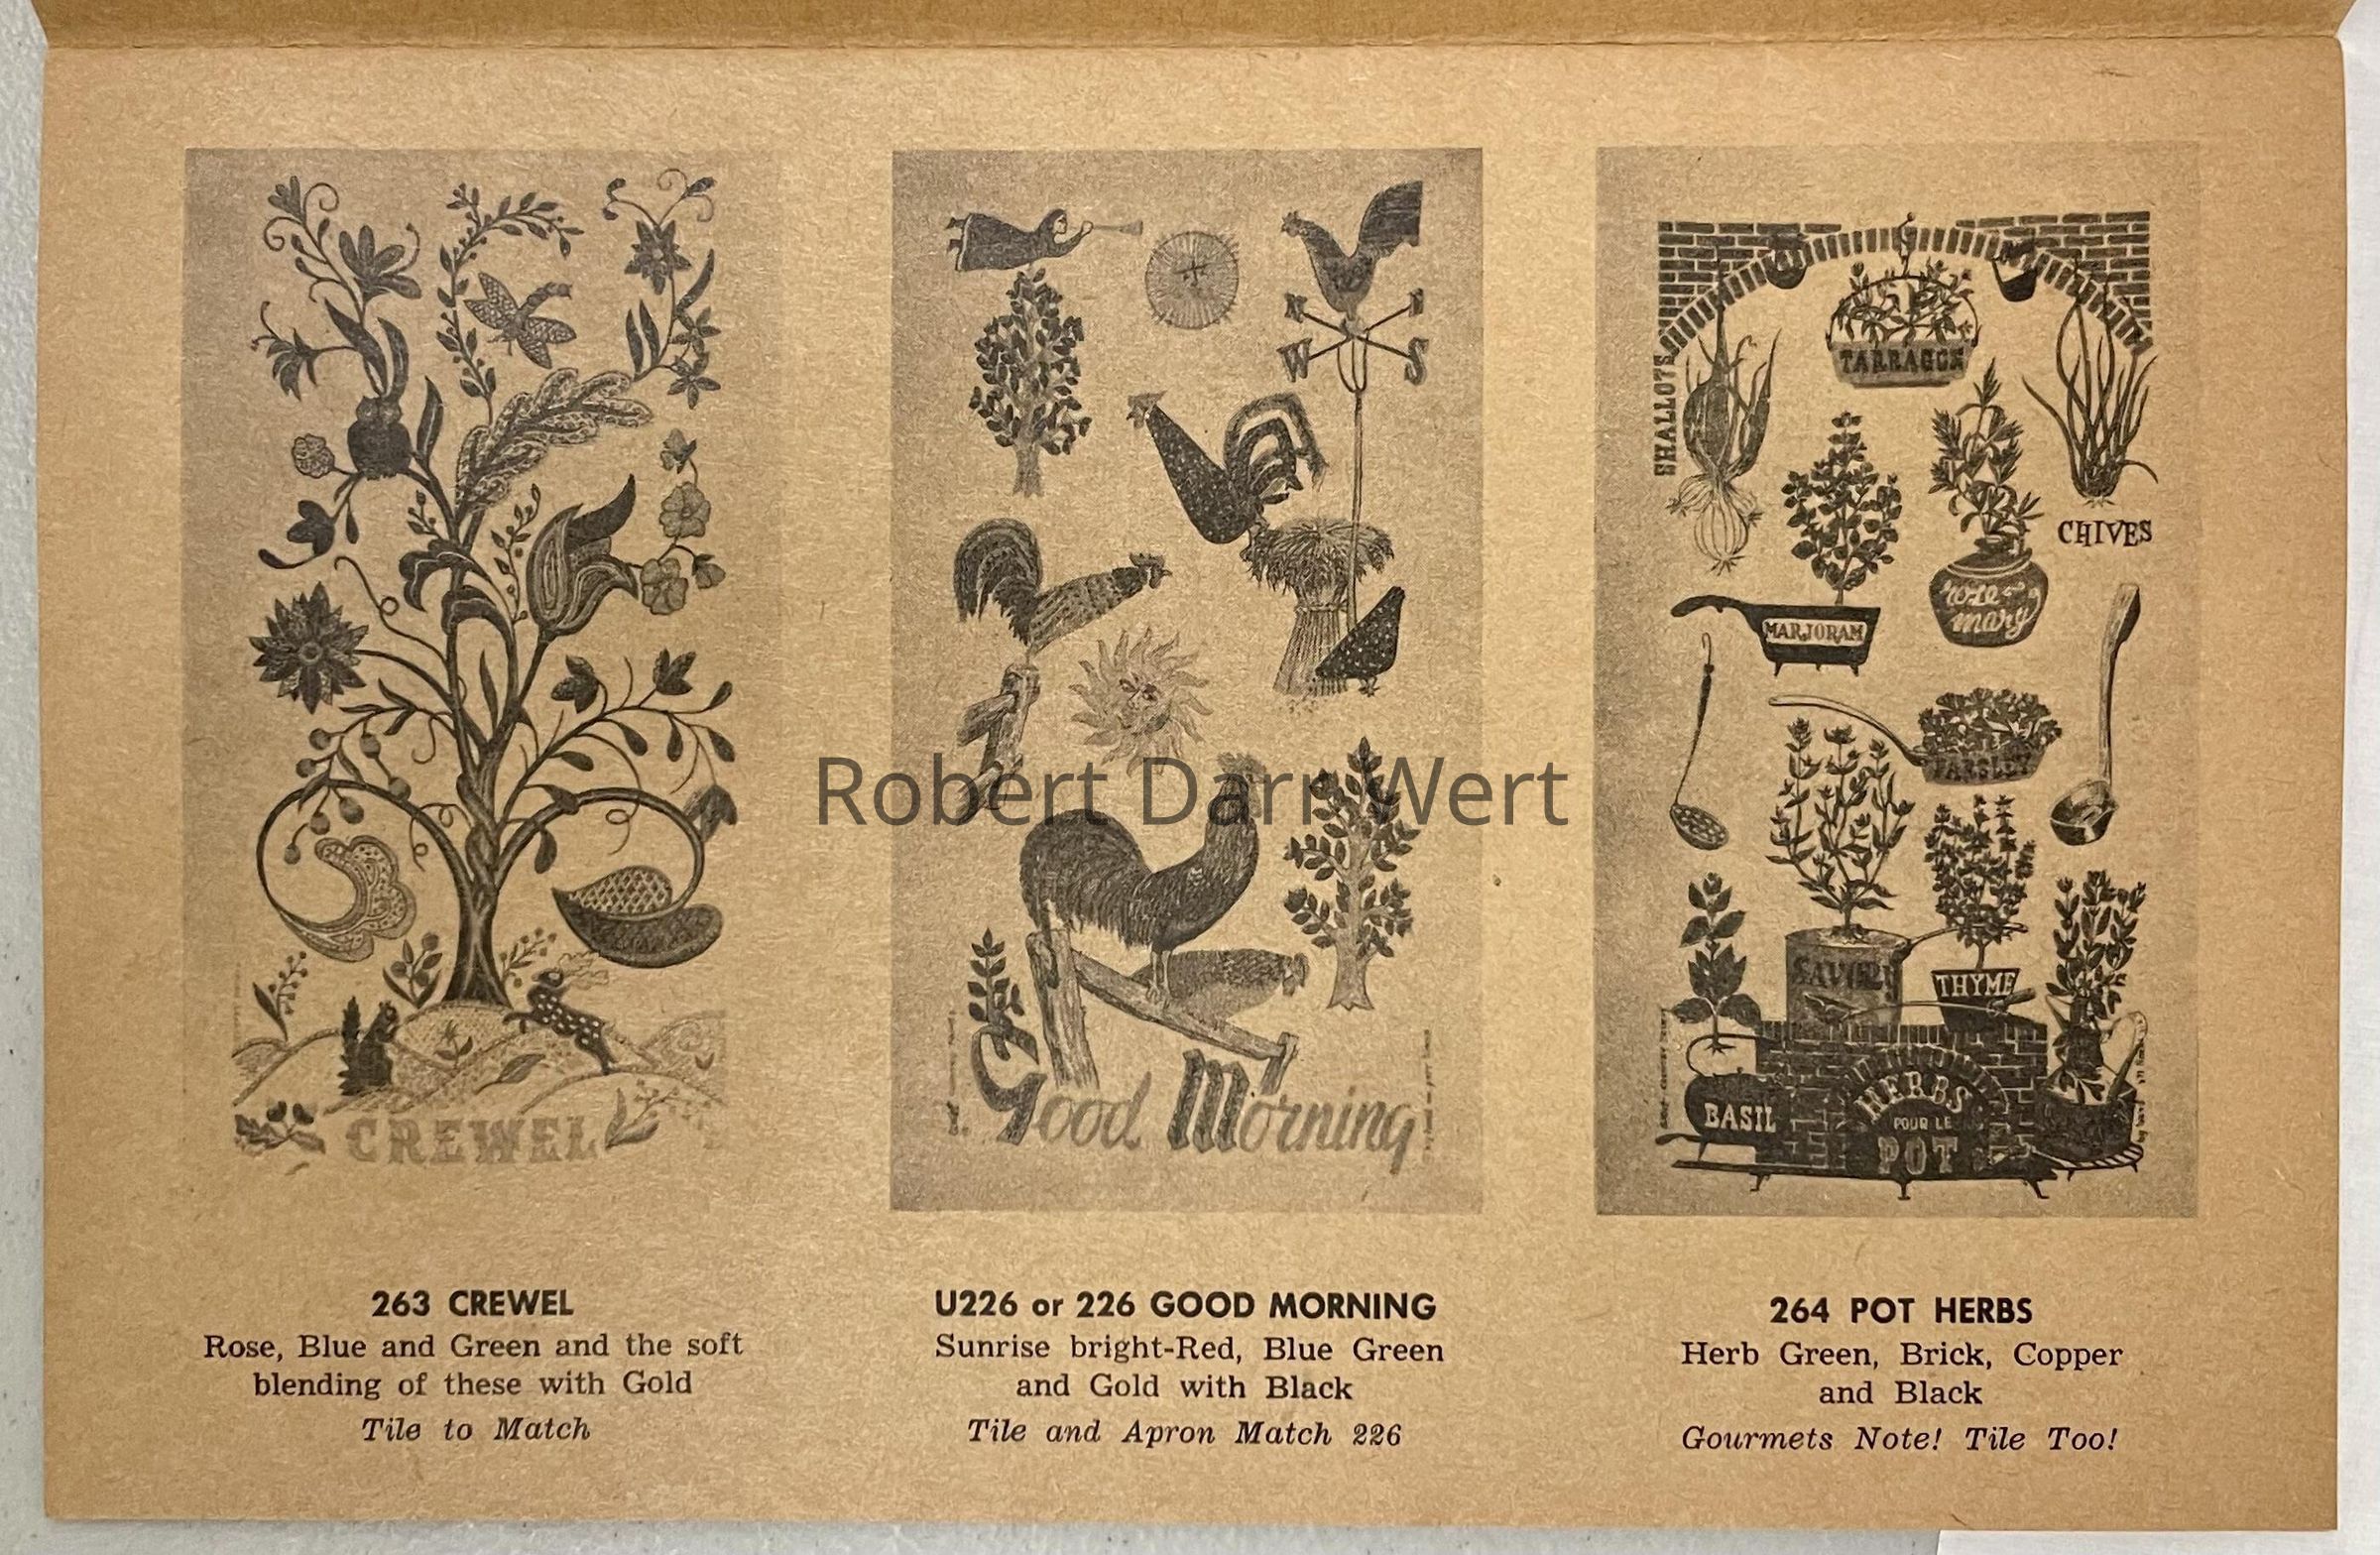 N
E
W
S
CREWEL
Good Morning
TARRAGON
SHALLOTS
CHIVES
MARJORAM
rose-
mary
PARSLEY
SAVORY
THYME
BASIL
HERBS
POUR LE
POT
Robert Darr Wert
263 CREWEL
Rose, Blue and Green and the soft
blending of these with Gold
Tile to Match
U226 or 226 GOOD MORNING
Sunrise bright-Red, Blue Green
and Gold with Black
Tile and Apron Match 226
264 POT HERBS
Herb Green, Brick, Copper
and Black
Gourmets Note! Tile Too!